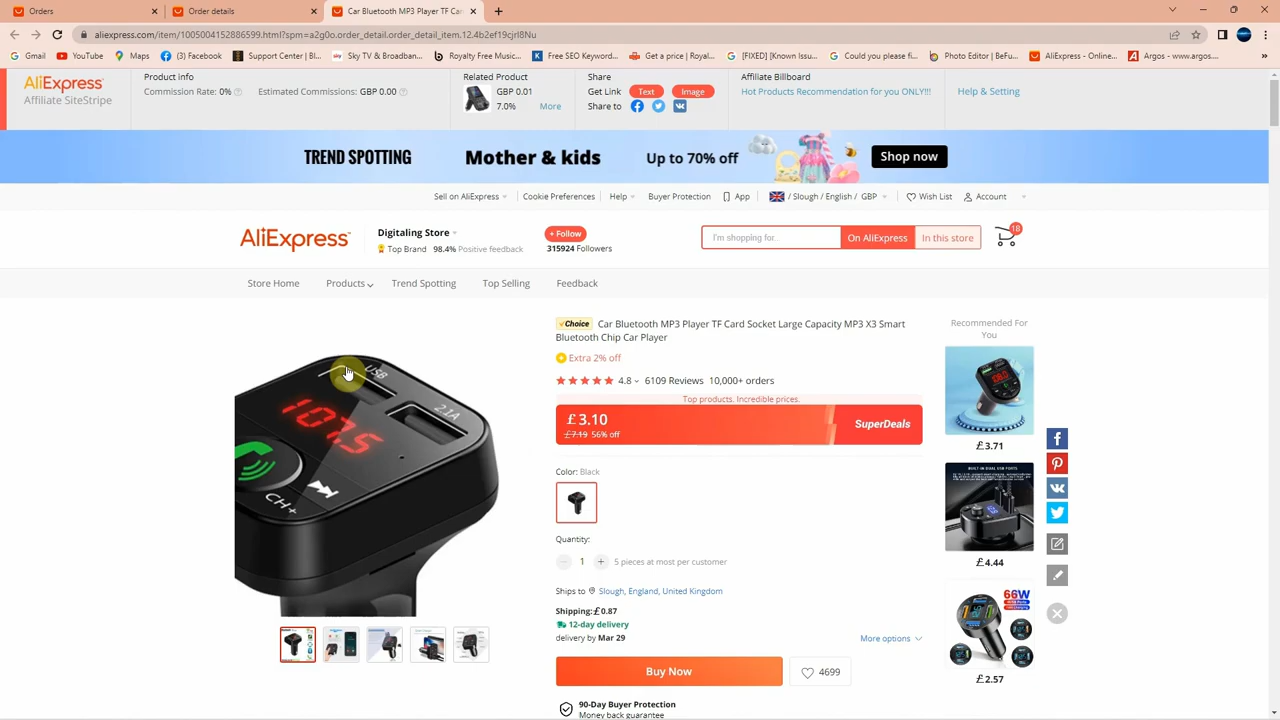 Orders
Order details
Car Bluetooth MP3 Player TF Car
aliexpress.com/item/1005004152886599.html?spm=a2g0o.order_detail.order_detail_item.12.4b2ef19cjrI8Nu
Gmail
YouTube
Maps
(3) Facebook
Support Center | Bl...
Sky TV & Broadban...
Royalty Free Music...
Free SEO Keyword...
Get a price | Royal...
[FIXED] [Known Issu...
Could you please fi...
Photo Editor | BeFu...
AliExpress - Online...
Argos - www.argos...
AliExpress
Affiliate SiteStripe
Product info
Commission Rate: 0%
Estimated Commissions: GBP 0.00
Related Product
GBP 0.01
7.0%
More
Share
Get Link Text Image
Share to
Affiliate Billboard
Hot Products Recommendation for you ONLY!!!
Help & Setting
TREND SPOTTING
Mother & kids
Up to 70% off
Shop now
Sell on AliExpress
Cookie Preferences
Help
Buyer Protection
App
/ Slough / English / GBP
Wish List
Account
AliExpress
Digitaling Store
Top Brand 98.4% Positive feedback
+ Follow
315924 Followers
I'm shopping for...
On AliExpress
In this store
18
Store Home
Products
Trend Spotting
Top Selling
Feedback
USB
2.1A
107.5
CH+
Choice Car Bluetooth MP3 Player TF Card Socket Large Capacity MP3 X3 Smart
Bluetooth Chip Car Player
Extra 2% off
4.8 6109 Reviews 10,000+ orders
Top products. Incredible prices.
£3.10
£7.19 56% off
SuperDeals
Color: Black
Quantity:
1
5 pieces at most per customer
Ships to Slough, England, United Kingdom
Shipping: £0.87
12-day delivery
delivery by Mar 29
More options
Buy Now
4699
90-Day Buyer Protection
Money back guarantee
Recommended For
You
£3.71
£4.44
66W
£2.57